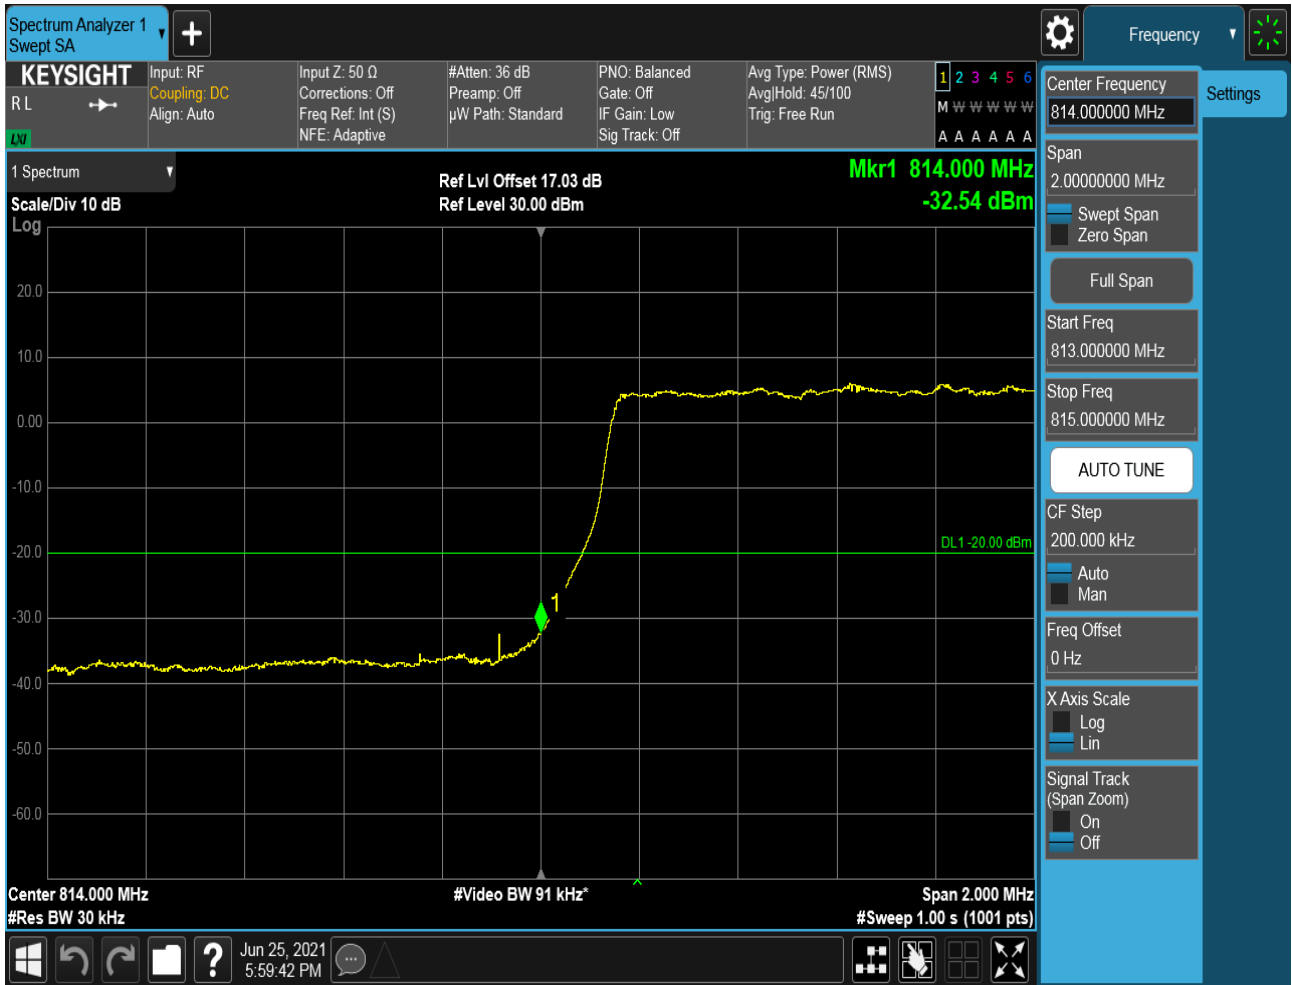 Spectrum Analyzer 1
Swept SA
Frequency
KEYSIGHT
R L
LXI
Input: RF
Coupling: DC
Align: Auto
Input Z: 50 Ω
Corrections: Off
Freq Ref: Int (S)
NFE: Adaptive
#Atten: 36 dB
Preamp: Off
µW Path: Standard
PNO: Balanced
Gate: Off
IF Gain: Low
Sig Track: Off
Avg Type: Power (RMS)
Avg|Hold: 45/100
Trig: Free Run
1 2 3 4 5 6
M W W W W W
A A A A A A
1 Spectrum
Scale/Div 10 dB
Log
Ref Lvl Offset 17.03 dB
Ref Level 30.00 dBm
Mkr1 814.000 MHz
-32.54 dBm
20.0
10.0
0.00
-10.0
-20.0
-30.0
-40.0
-50.0
-60.0
DL1 -20.00 dBm
1
Center 814.000 MHz
#Res BW 30 kHz
#Video BW 91 kHz*
Span 2.000 MHz
#Sweep 1.00 s (1001 pts)
Center Frequency
814.000000 MHz
Settings
Span
2.00000000 MHz
Swept Span
Zero Span
Full Span
Start Freq
813.000000 MHz
Stop Freq
815.000000 MHz
AUTO TUNE
CF Step
200.000 kHz
Auto
Man
Freq Offset
0 Hz
X Axis Scale
Log
Lin
Signal Track
(Span Zoom)
On
Off
?
Jun 25, 2021
5:59:42 PM